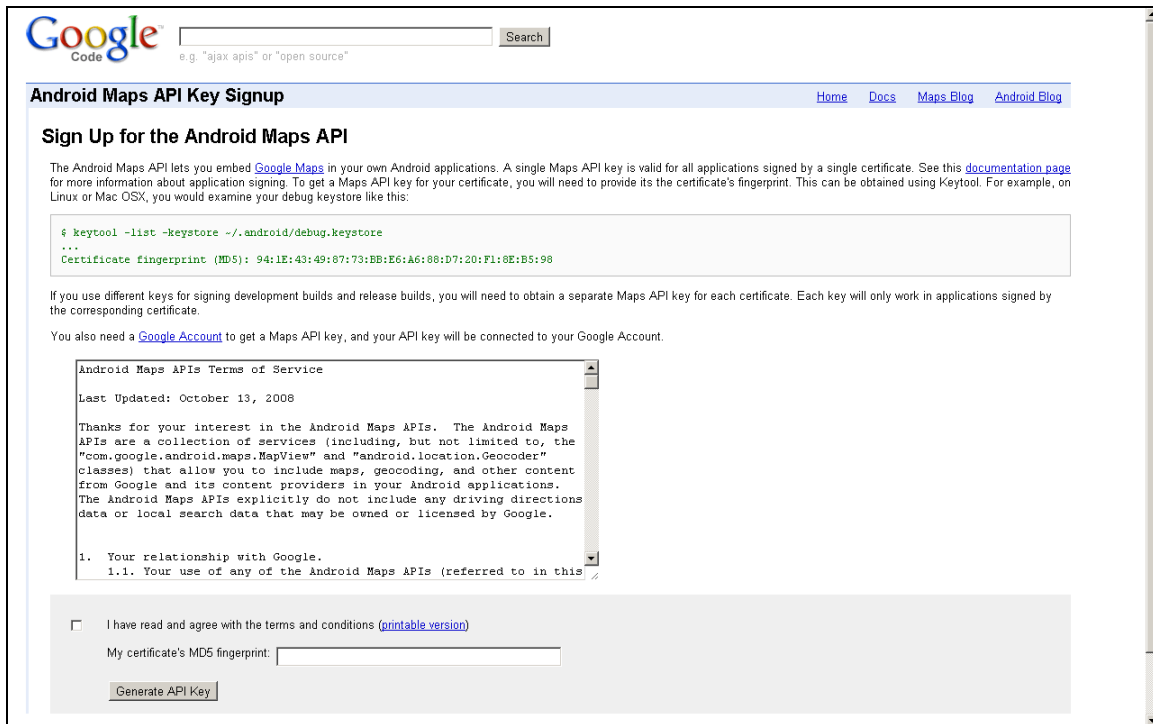 Google™
Code
Search
e.g. "ajax apis" or "open source"
Android Maps API Key Signup
Home Docs Maps Blog Android Blog
Sign Up for the Android Maps API
The Android Maps API lets you embed Google Maps in your own Android applications. A single Maps API key is valid for all applications signed by a single certificate. See this documentation page
for more information about application signing. To get a Maps API key for your certificate, you will need to provide its the certificate's fingerprint. This can be obtained using Keytool. For example, on
Linux or Mac OSX, you would examine your debug keystore like this:
$ keytool -list -keystore ~/.android/debug.keystore
...
Certificate fingerprint (MD5): 94:1E:43:49:87:73:BB:E6:A6:88:D7:20:F1:8E:B5:98
If you use different keys for signing development builds and release builds, you will need to obtain a separate Maps API key for each certificate. Each key will only work in applications signed by
the corresponding certificate.
You also need a Google Account to get a Maps API key, and your API key will be connected to your Google Account.
Android Maps APIs Terms of Service
Last Updated: October 13, 2008
Thanks for your interest in the Android Maps APIs. The Android Maps
APIs are a collection of services (including, but not limited to, the
"com.google.android.maps.MapView" and "android.location.Geocoder"
classes) that allow you to include maps, geocoding, and other content
from Google and its content providers in your Android applications.
The Android Maps APIs explicitly do not include any driving directions
data or local search data that may be owned or licensed by Google.
1. Your relationship with Google.
1.1. Your use of any of the Android Maps APIs (referred to in this
I have read and agree with the terms and conditions (printable version)
My certificate's MD5 fingerprint:
Generate API Key